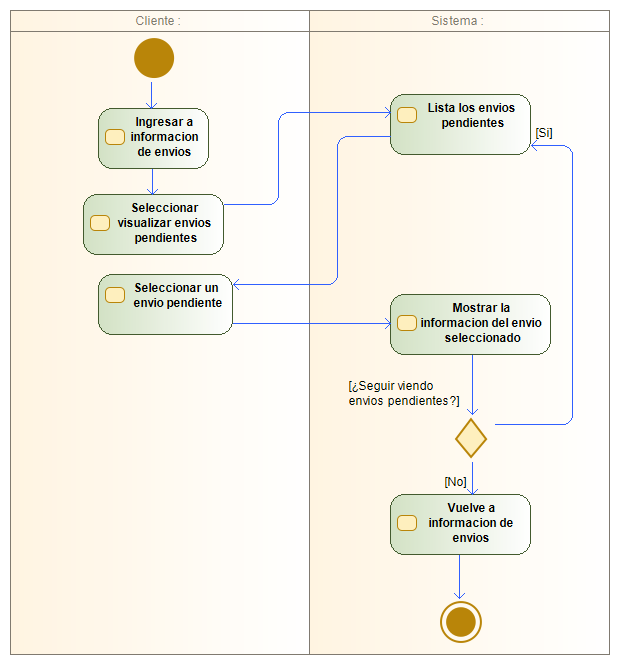 Cliente :
Sistema :
Ingresar a
informacion
de envios
Lista los envios
pendientes
[Si]
Seleccionar
visualizar envios
pendientes
Seleccionar un
envio pendiente
Mostrar la
informacion del envio
seleccionado
[¿Seguir viendo
envios pendientes?]
[No]
Vuelve a
informacion de
envios